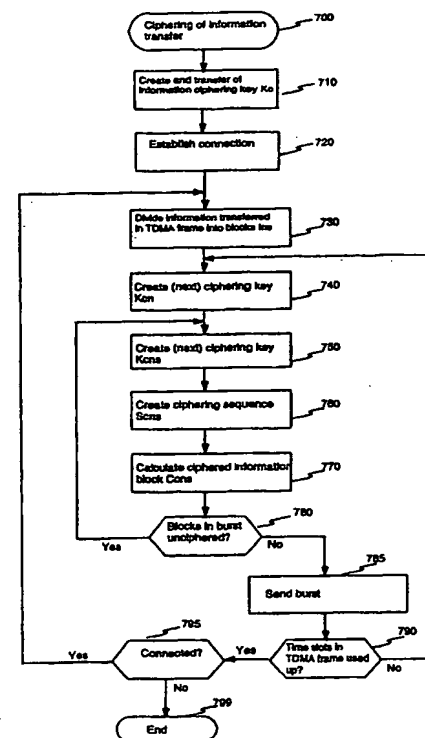 Ciphering of information
transfer
700
Create and transfer of
information ciphering key Kc
710
Establish connection
720
Divide information transferred
in TDMA frame into blocks Ins
730
Create (next) ciphering key
Kcn
740
Create (next) ciphering key
Kcns
750
Create ciphering sequence
Scns
760
Calculate ciphered information
block Cons
770
Blocks in burst
unciphered?
780
Yes
No
785
Send burst
795
790
Yes
Connected?
Yes
Time slots in
TDMA frame used
up?
No
No
799
End